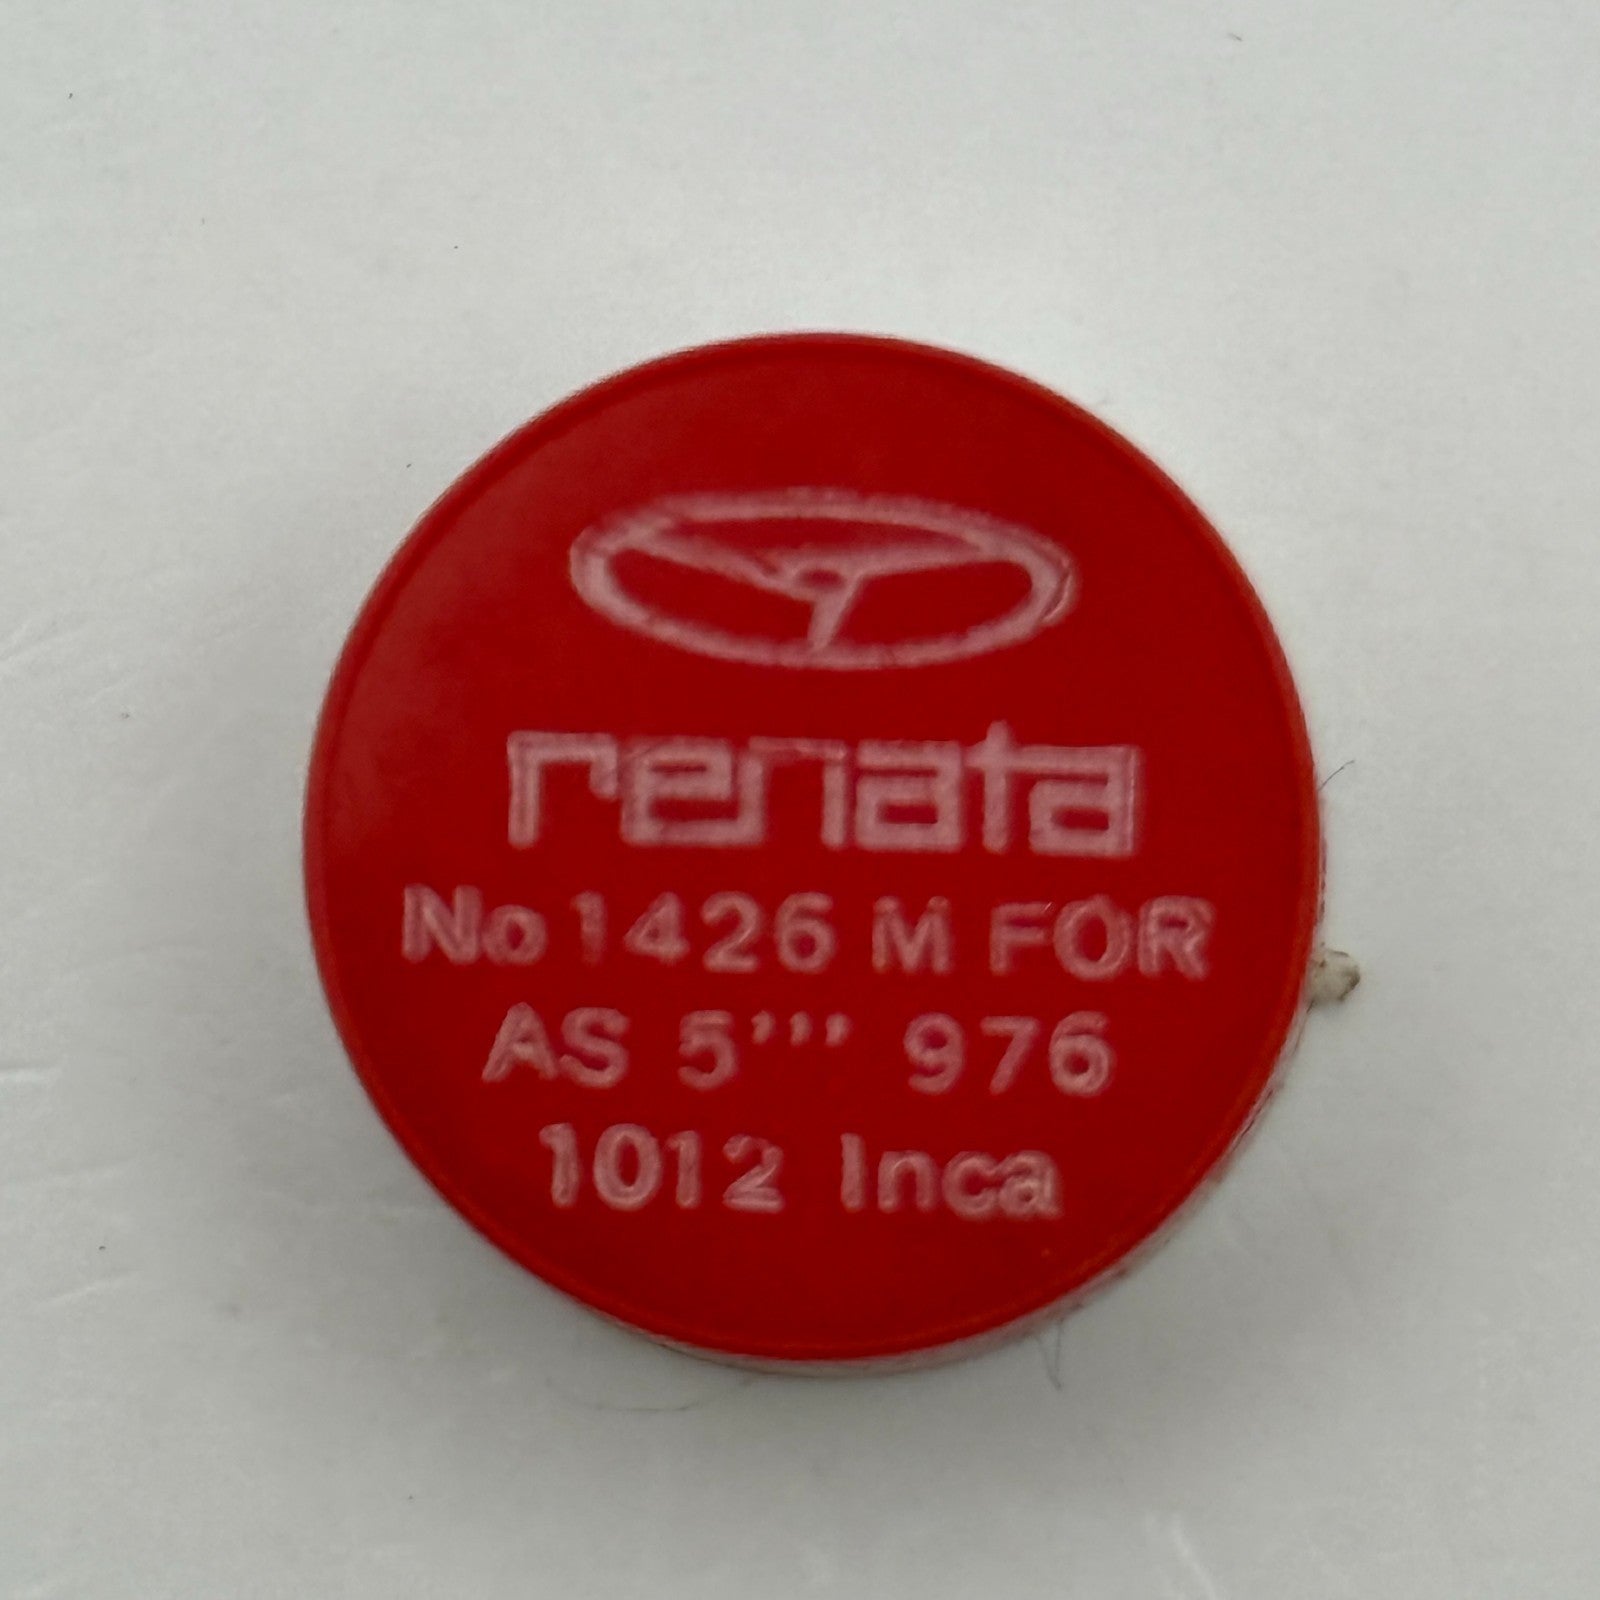 renata
No 1426 M FOR
AS 5''' 976
1012 Inca